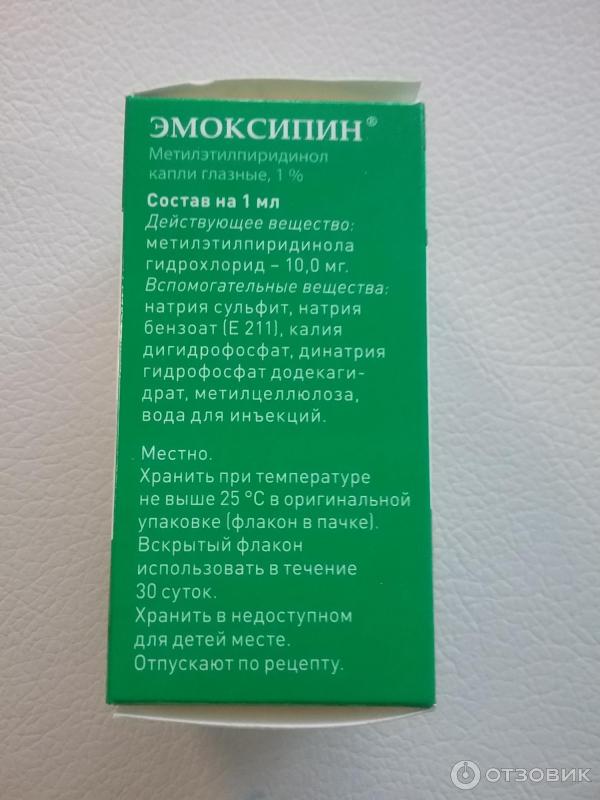 ЭМОКСИПИН®
Метилэтилпиридинол
капли глазные, 1 %
Состав на 1 мл
Действующее вещество:
метилэтилпиридинола
гидрохлорид – 10,0 мг.
Вспомогательные вещества:
натрия сульфит, натрия
бензоат (Е 211), калия
дигидрофосфат, динатрия
гидрофосфат додекаги-
драт, метилцеллюлоза,
вода для инъекций.
Местно.
Хранить при температуре
не выше 25 °С в оригинальной
упаковке (флакон в пачке).
Вскрытый флакон
использовать в течение
30 суток.
Хранить в недоступном
для детей месте.
Отпускают по рецепту.
ОТЗОВИК